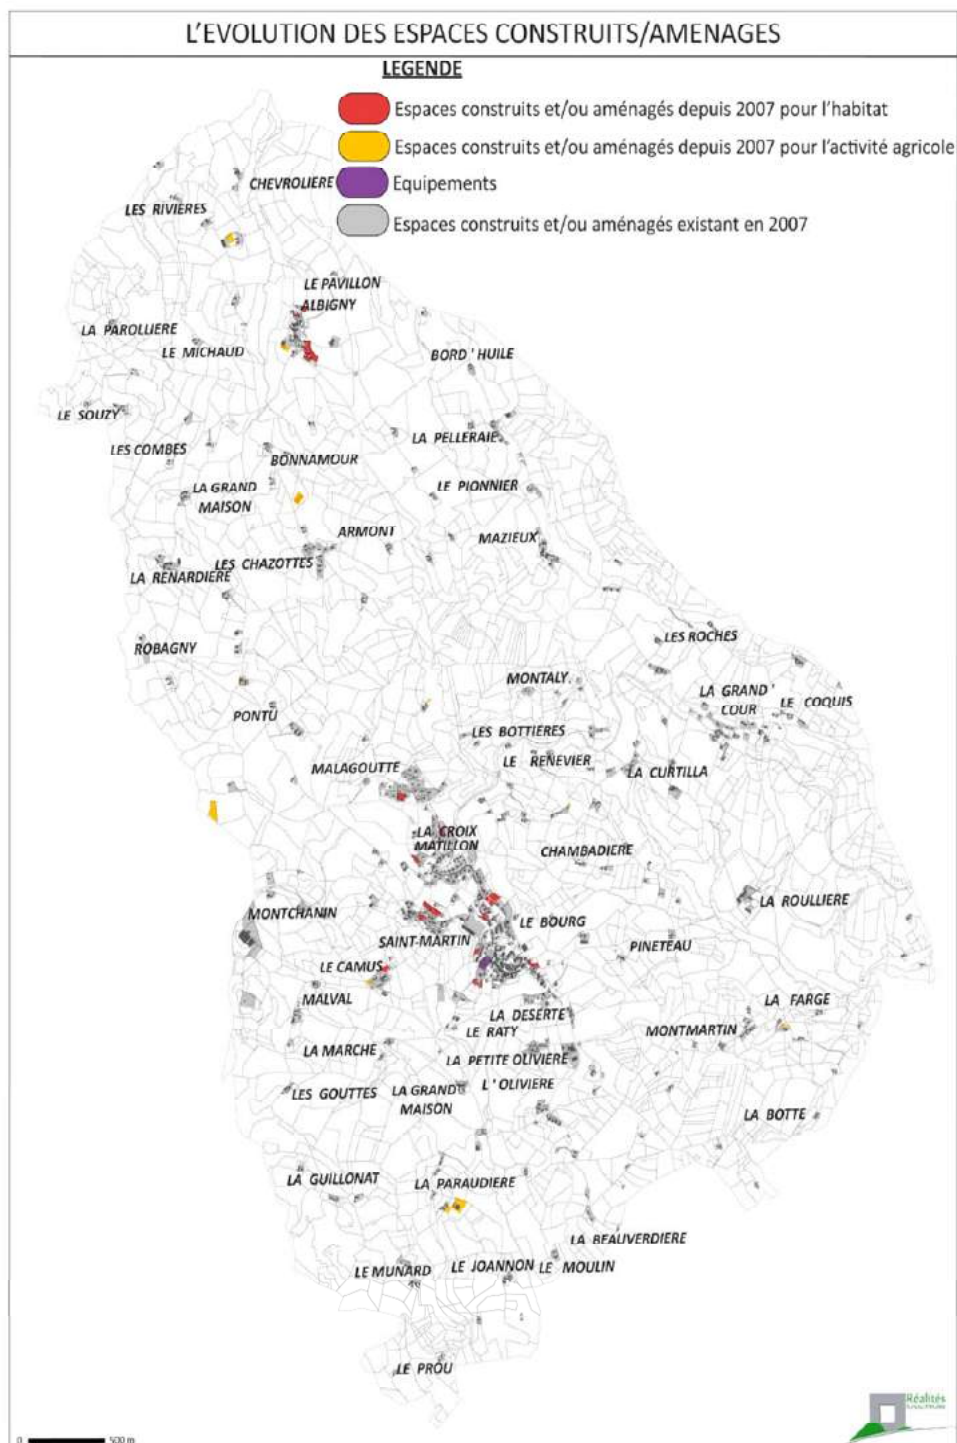 L'EVOLUTION DES ESPACES CONSTRUITS/AMENAGES
LEGENDE
Espaces construits et/ou aménagés depuis 2007 pour l'habitat
Espaces construits et/ou aménagés depuis 2007 pour l'activité agricole
Equipements
Espaces construits et/ou aménagés existant en 2007
CHEVROLIERE
LES RIVIERES
LE PAVILLON
ALBIGNY
LA PAROLLIERE
LE MICHAUD
BORD'HUILE
LE SOUZY
LA PELLERAIE
LES COMBES
BONNAMOUR
LA GRAND
MAISON
LE PIONNIER
ARMONT
MAZIEUX
LES CHAZOTTES
LA RENARDIERE
LES ROCHES
ROBAGNY
MONTALY
LA GRAND'
COUR
LE COQUIS
PONTU
LES BOTTIERES
LE RENEVIER
MALAGOUTTE
LA CURTILLA
LA CROIX
MATILLON
CHAMBADIERE
LA ROULLIERE
MONTCHANIN
LE BOURG
SAINT-MARTIN
PINETEAU
LE CAMUS
MALVAL
LA FARGE
LA DESERTE
LE RATY
MONTMARTIN
LA MARCHE
LA PETITE OLIVIERE
L'OLIVIERE
LES GOUTTES
LA GRAND
MAISON
LA BOTTE
LA GUILLONAT
LA PARAUDIERE
LA BEAUVERDIERE
LE MUNARD
LE JOANNON
LE MOULIN
LE PROU
Réalités
0 500 m